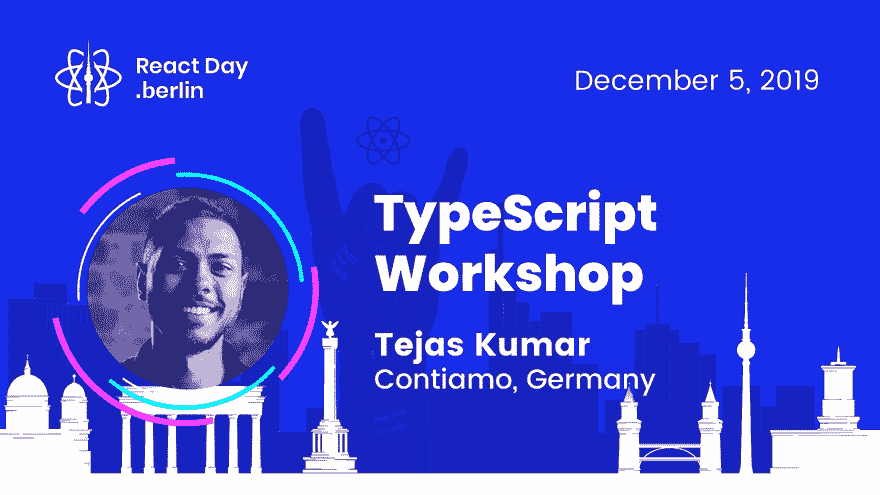 React Day
.berlin
December 5, 2019
TypeScript
Workshop
Tejas Kumar
Contiamo, Germany